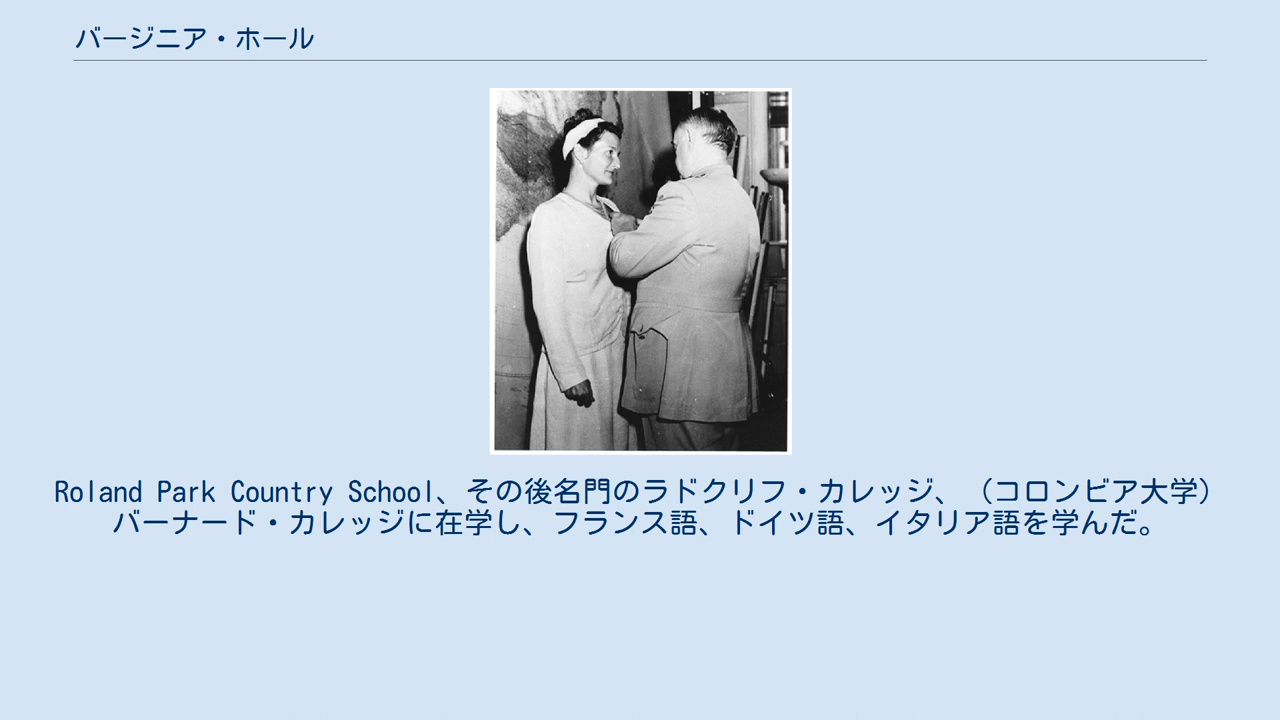 バージニア・ホール
Roland Park Country School、その後名門のラドクリフ・カレッジ、（コロンビア大学）
バーナード・カレッジに在学し、フランス語、ドイツ語、イタリア語を学んだ。